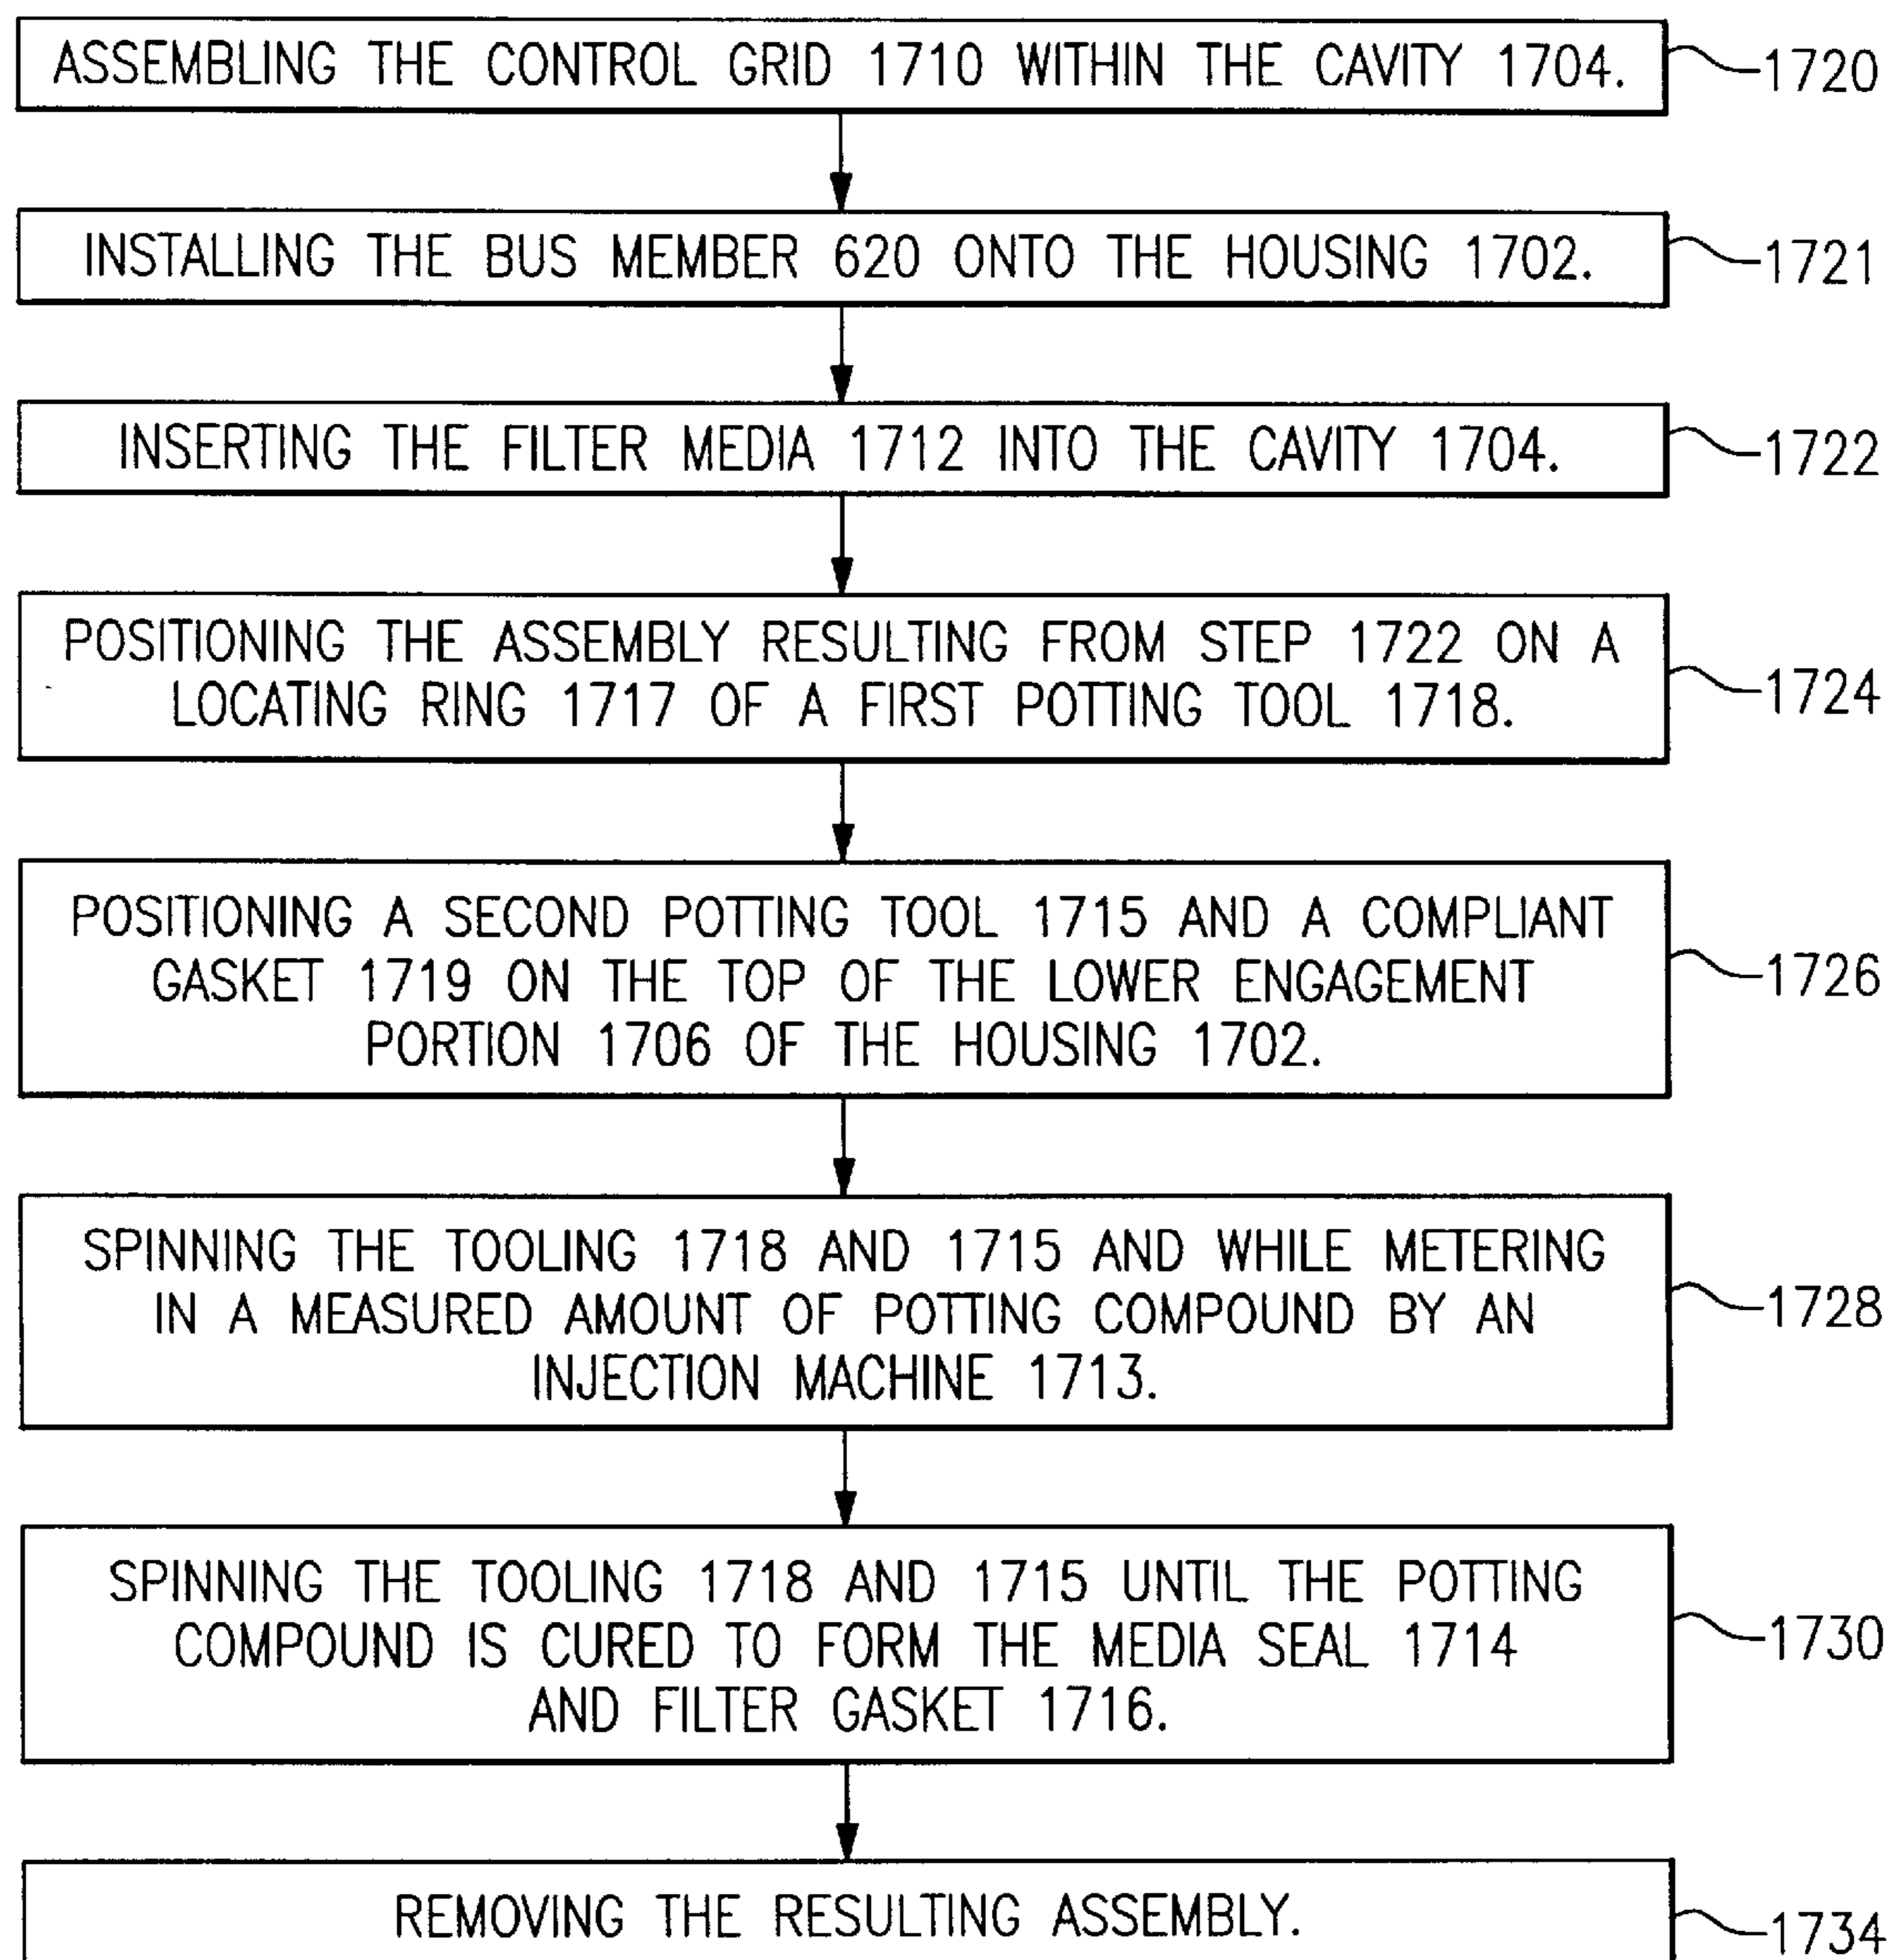 ASSEMBLING THE CONTROL GRID 1710 WITHIN THE CAVITY 1704.
1720
INSTALLING THE BUS MEMBER 620 ONTO THE HOUSING 1702.
1721
INSERTING THE FILTER MEDIA 1712 INTO THE CAVITY 1704.
1722
POSITIONING THE ASSEMBLY RESULTING FROM STEP 1722 ON A
LOCATING RING 1717 OF A FIRST POTTING TOOL 1718.
1724
POSITIONING A SECOND POTTING TOOL 1715 AND A COMPLIANT
GASKET 1719 ON THE TOP OF THE LOWER ENGAGEMENT
PORTION 1706 OF THE HOUSING 1702.
1726
SPINNING THE TOOLING 1718 AND 1715 AND WHILE METERING
IN A MEASURED AMOUNT OF POTTING COMPOUND BY AN
INJECTION MACHINE 1713.
1728
SPINNING THE TOOLING 1718 AND 1715 UNTIL THE POTTING
COMPOUND IS CURED TO FORM THE MEDIA SEAL 1714
AND FILTER GASKET 1716.
1730
REMOVING THE RESULTING ASSEMBLY.
1734